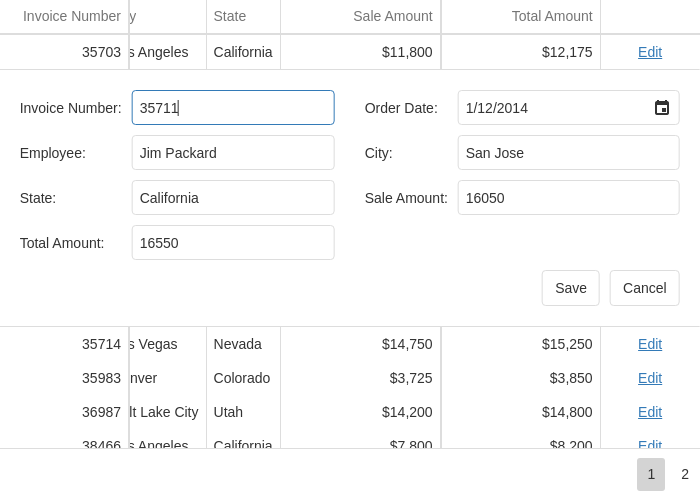 Invoice Number y State Sale Amount Total Amount
35703 s Angeles California $11,800 $12,175 Edit
Invoice Number: 35711 Order Date: 1/12/2014
Employee: Jim Packard City: San Jose
State: California Sale Amount: 16050
Total Amount: 16550
Save Cancel
35714 s Vegas Nevada $14,750 $15,250 Edit
35983 nver Colorado $3,725 $3,850 Edit
36987 lt Lake City Utah $14,200 $14,800 Edit
38466 s Angeles California $7,800 $8,200 Edit
1 2